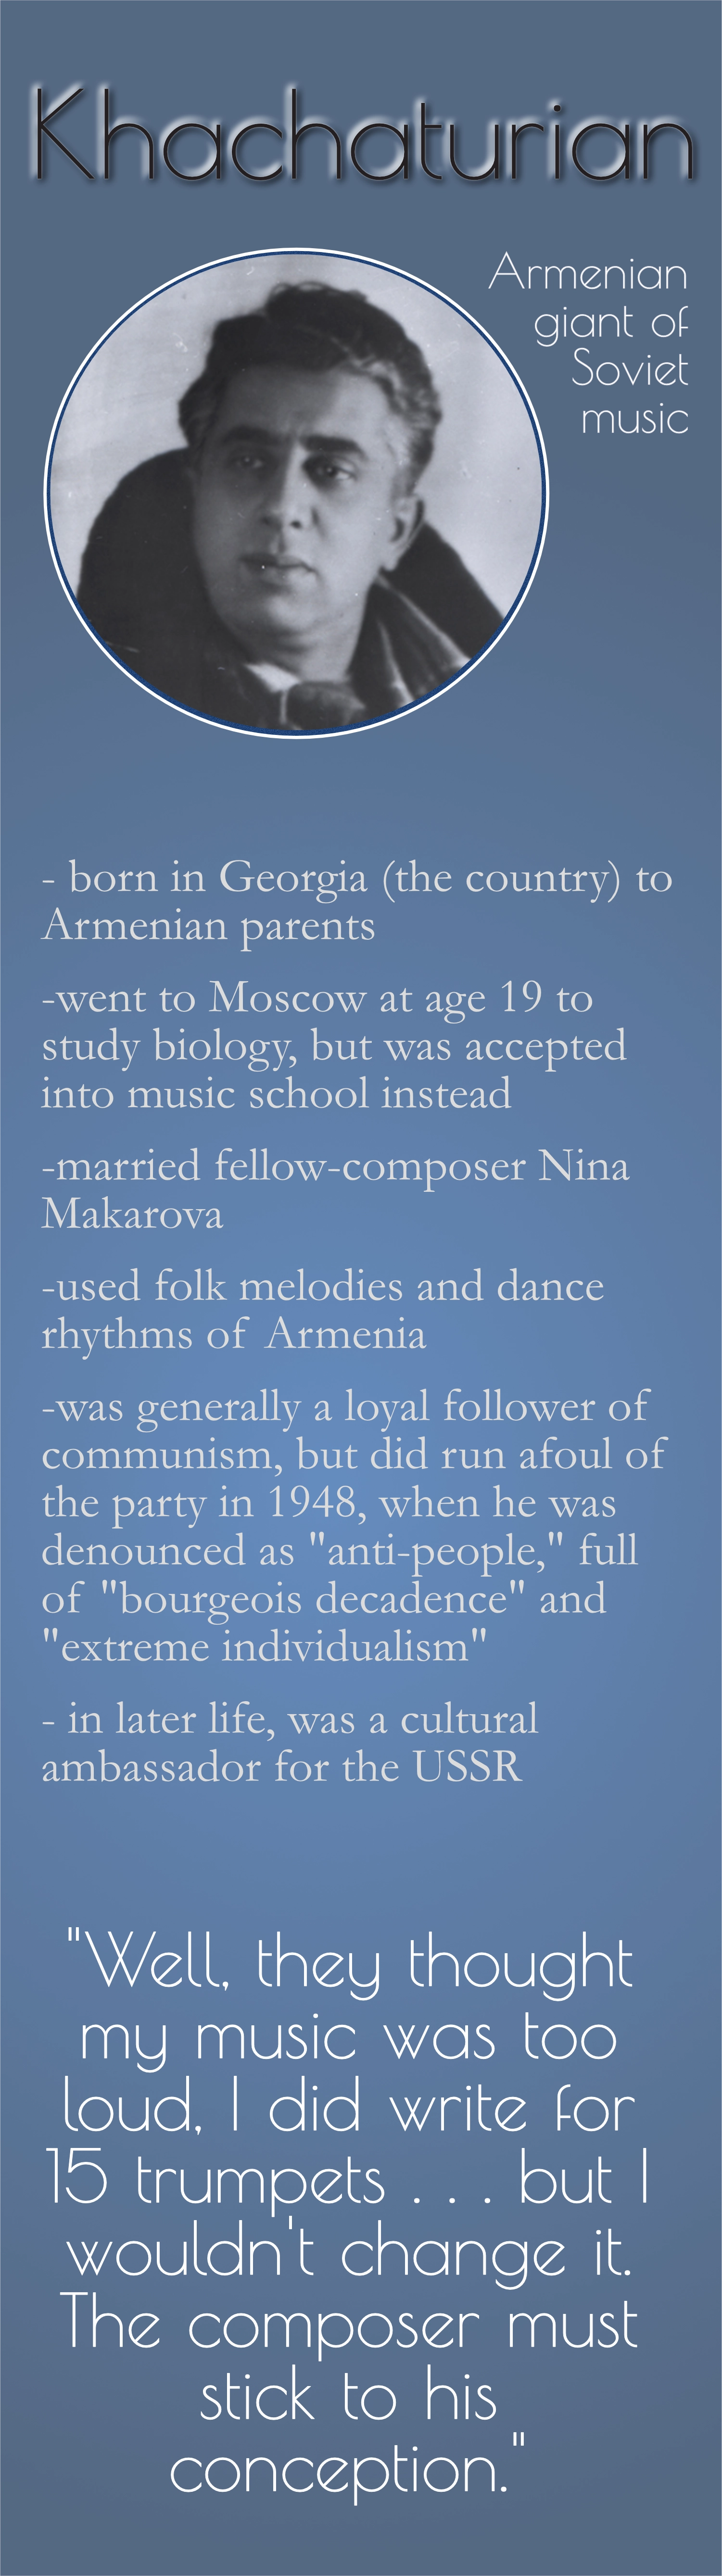 Khachaturian
Armenian
giant of
Soviet
music
- born in Georgia (the country) to
Armenian parents
-went to Moscow at age 19 to
study biology, but was accepted
into music school instead
-married fellow-composer Nina
Makarova
-used folk melodies and dance
rhythms of Armenia
-was generally a loyal follower of
communism, but did run afoul of
the party in 1948, when he was
denounced as "anti-people," full
of "bourgeois decadence" and
"extreme individualism"
- in later life, was a cultural
ambassador for the USSR
"Well, they thought
my music was too
loud, I did write for
15 trumpets . . . but I
wouldn't change it.
The composer must
stick to his
conception."